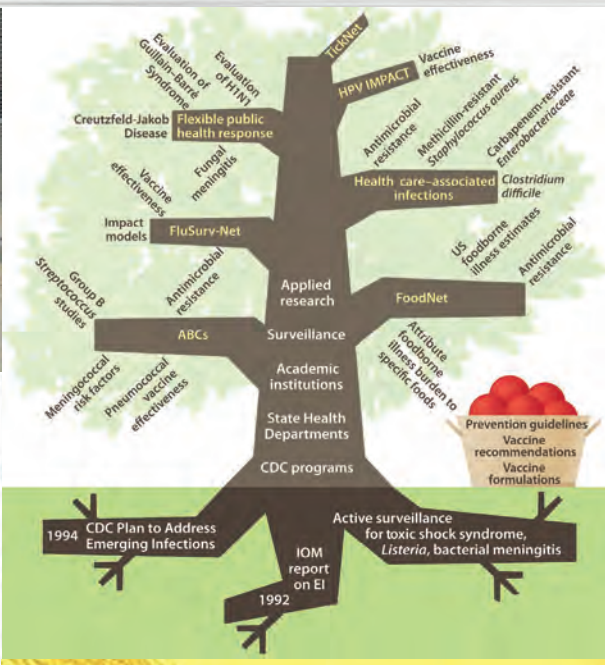 TickNet
HPV IMPACT
Vaccine
effectiveness
Evaluation of
Guillain–Barré
Syndrome
Evaluation
of H1N1
Creutzfeld-Jakob
Disease
Flexible public
health response
Antimicrobial
resistance
Methicillin-resistant
Staphylococcus aureus
Carbapenem-resistant
Enterobacteriaceae
Health care–associated
infections
Clostridium
difficile
Vaccine
effectiveness
Fungal
meningitis
Impact
models
FluSurv-Net
US
foodborne
illness estimates
Antimicrobial
resistance
FoodNet
Attribute
foodborne
illness burden to
specific foods
Group B
Streptococcus
studies
Antimicrobial
resistance
ABCs
Meningococcal
risk factors
Pneumococcal
vaccine
effectiveness
Applied
research
Surveillance
Academic
institutions
State Health
Departments
CDC programs
Prevention guidelines
Vaccine
recommendations
Vaccine
formulations
1994 CDC Plan to Address
Emerging Infections
IOM
report
on EI
1992
Active surveillance
for toxic shock syndrome,
Listeria, bacterial meningitis